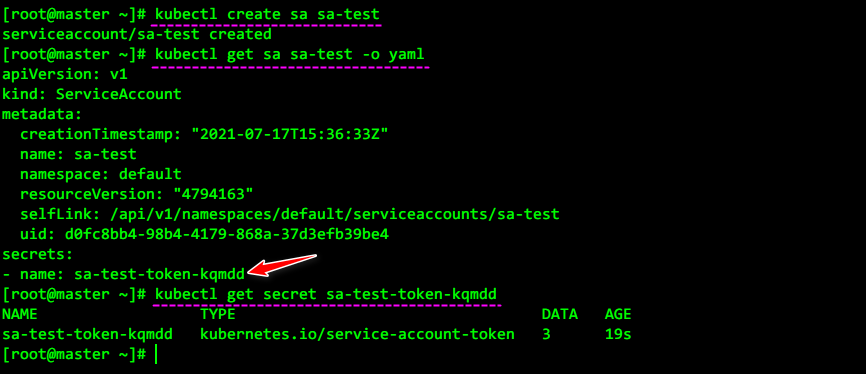 [root@master ~]# kubectl create sa sa-test
serviceaccount/sa-test created
[root@master ~]# kubectl get sa sa-test -o yaml
apiVersion: v1
kind: ServiceAccount
metadata:
  creationTimestamp: "2021-07-17T15:36:33Z"
  name: sa-test
  namespace: default
  resourceVersion: "4794163"
  selfLink: /api/v1/namespaces/default/serviceaccounts/sa-test
  uid: d0fc8bb4-98b4-4179-868a-37d3efb39be4
secrets:
- name: sa-test-token-kqmdd
[root@master ~]# kubectl get secret sa-test-token-kqmdd
NAME                  TYPE                                  DATA   AGE
sa-test-token-kqmdd   kubernetes.io/service-account-token   3      19s
[root@master ~]#